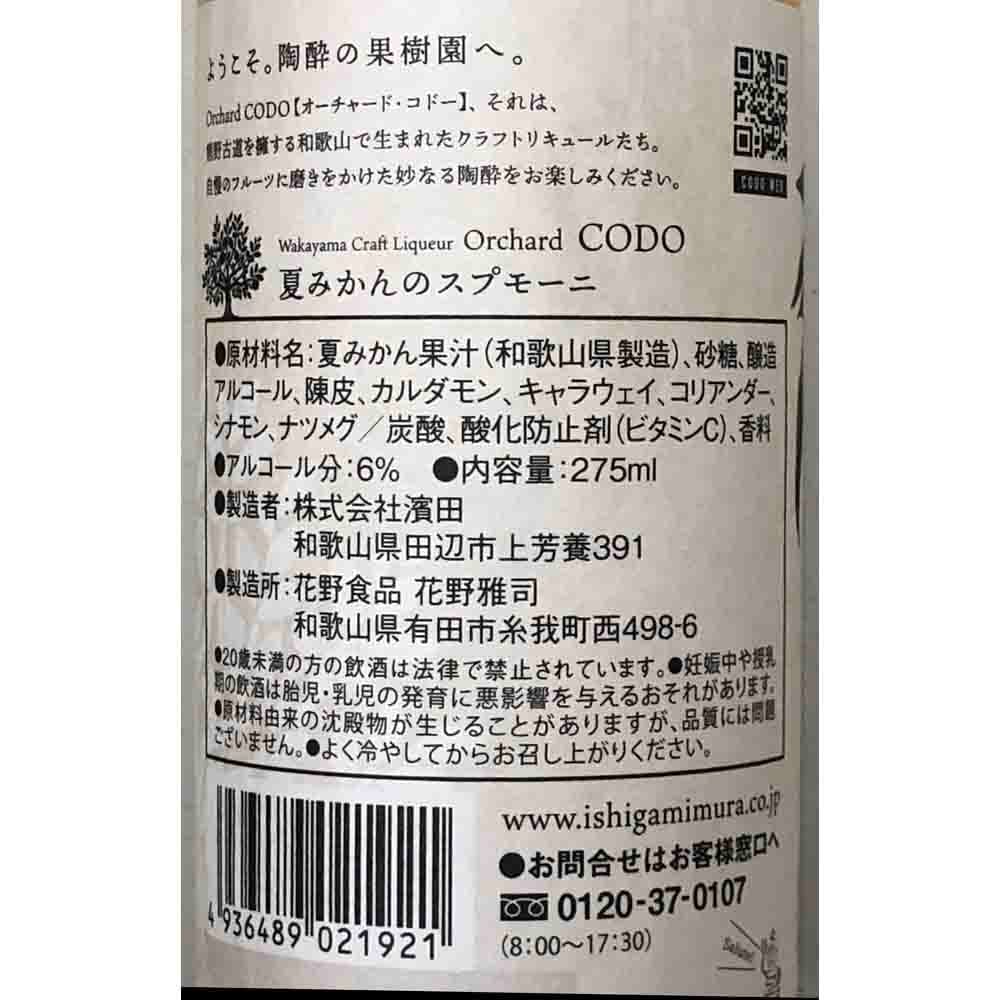 ようこそ。陶酔の果樹園へ。
Orchard CODO【オーチャード・コドー】、それは、
熊野古道を擁する和歌山で生まれたクラフトリキュールたち。
自慢のフルーツに磨きをかけた妙なる陶酔をお楽しみください。
CODO WEB
Wakayama Craft Liqueur Orchard CODO
夏みかんのスプモーニ
●原材料名：夏みかん果汁（和歌山県製造）、砂糖、醸造
アルコール、陳皮、カルダモン、キャラウェイ、コリアンダー、
シナモン、ナツメグ／炭酸、酸化防止剤（ビタミンC）、香料
●アルコール分：6% ●内容量：275ml
●製造者：株式会社濱田
和歌山県田辺市上芳養391
●製造所：花野食品 花野雅司
和歌山県有田市糸我町西498-6
●20歳未満の方の飲酒は法律で禁止されています。●妊娠中や授乳
期の飲酒は胎児・乳児の発育に悪影響を与えるおそれがあります。
●原材料由来の沈殿物が生じることがありますが、品質には問題
ございません。●よく冷やしてからお召し上がりください。
www.ishigamimura.co.jp
●お問合せはお客様窓口へ
0120-37-0107
(8:00〜17:30)
4 936489 021921
Salute!